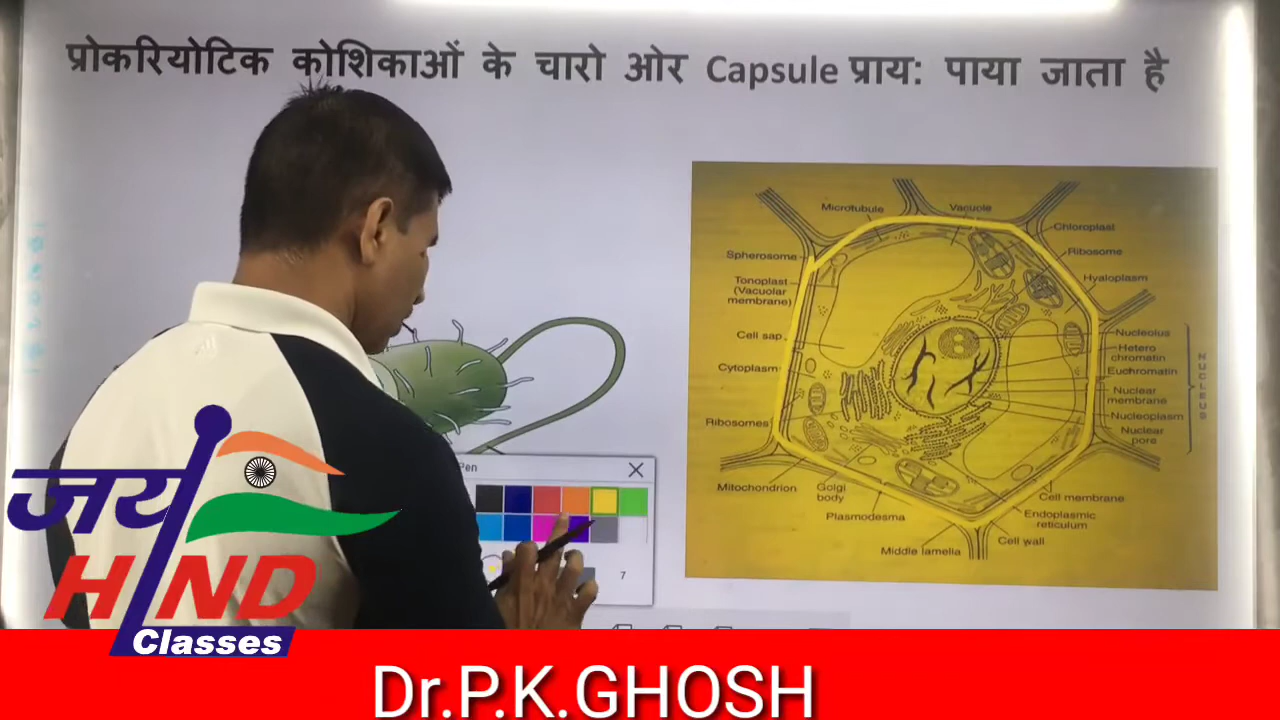 प्रोकरियोटिक कोशिकाओं के चारो ओर Capsule प्राय: पाया जाता है
Microtubule
Vacuole
Chloroplast
Ribosome
Hyaloplasm
Spherosome
Tonoplast
(Vacuolar
membrane)
Cell sap
Cytoplasm
Ribosomes
Nucleolus
Hetero
chromatin
Euchromatin
Nuclear
membrane
Nucleoplasm
Nuclear
pore
NUCLEUS
Mitochondrion
Golgi
body
Plasmodesma
Middle lamella
Cell wall
Endoplasmic
reticulum
Cell membrane
Pen
7
जय
HIND
Classes
Dr.P.K.GHOSH